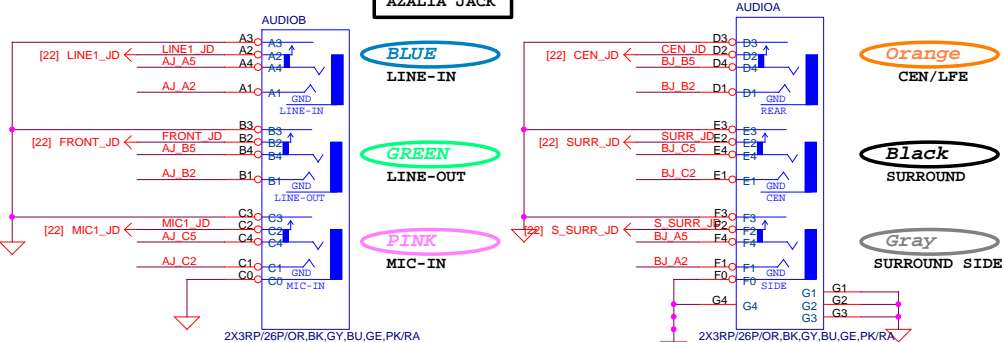 AZALIA JACK
AUDIOB
A3 A3
[22] LINE1_JD LINE1_JD A2 A2
AJ_A5 A4 A4
AJ_A2 A1 A1
GND
LINE-IN
BLUE
LINE-IN
B3 B3
[22] FRONT_JD FRONT_JD B2 B2
AJ_B5 B4 B4
AJ_B2 B1 B1
GND
LINE-OUT
GREEN
LINE-OUT
C3 C3
[22] MIC1_JD MIC1_JD C2 C2
AJ_C5 C4 C4
AJ_C2 C1 C1
GND
C0 C0
MIC-IN
PINK
MIC-IN
2X3RP/26P/OR,BK,GY,BU,GE,PK/RA
AUDIOA
D3 D3
[22] CEN_JD CEN_JD D2 D2
BJ_B5 D4 D4
BJ_B2 D1 D1
GND
REAR
Orange
CEN/LFE
E3 E3
[22] SURR_JD SURR_JD E2 E2
BJ_C5 E4 E4
BJ_C2 E1 E1
GND
CEN
Black
SURROUND
F3 F3
[22] S_SURR_JD S_SURR_JD F2 F2
BJ_A5 F4 F4
BJ_A2 F1 F1
GND
F0 F0
SIDE
Gray
SURROUND SIDE
G4 G4
G1 G1
G2 G2
G3 G3
2X3RP/26P/OR,BK,GY,BU,GE,PK/RA